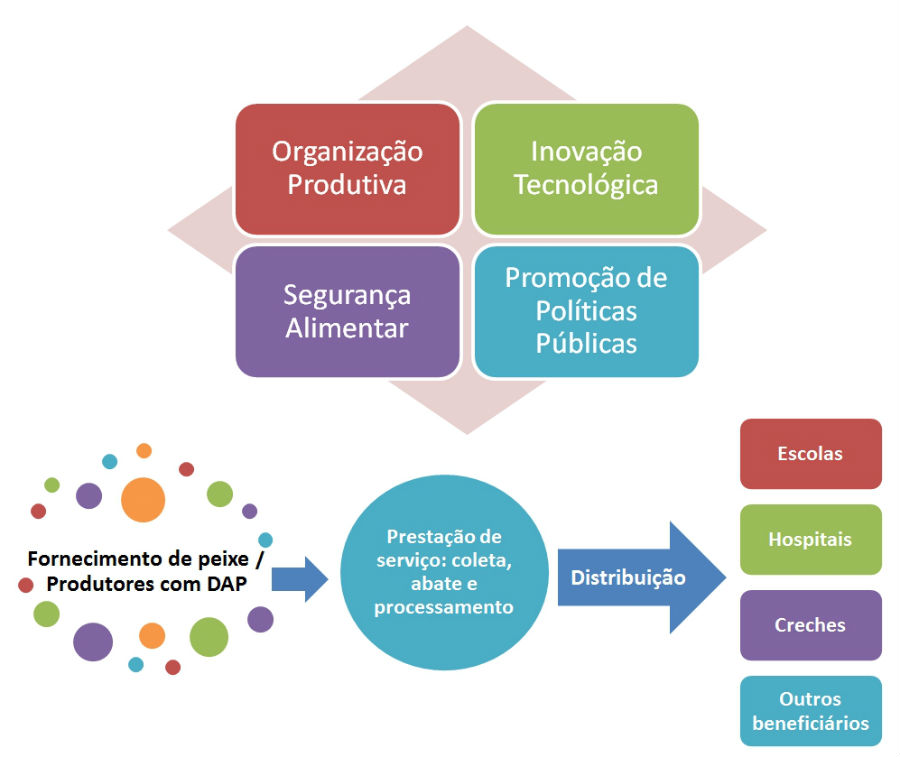 Organização
Produtiva
Inovação
Tecnológica
Segurança
Alimentar
Promoção de
Políticas
Públicas
Fornecimento de peixe /
Produtores com DAP
Prestação de
serviço: coleta,
abate e
processamento
Distribuição
Escolas
Hospitais
Creches
Outros
beneficiários